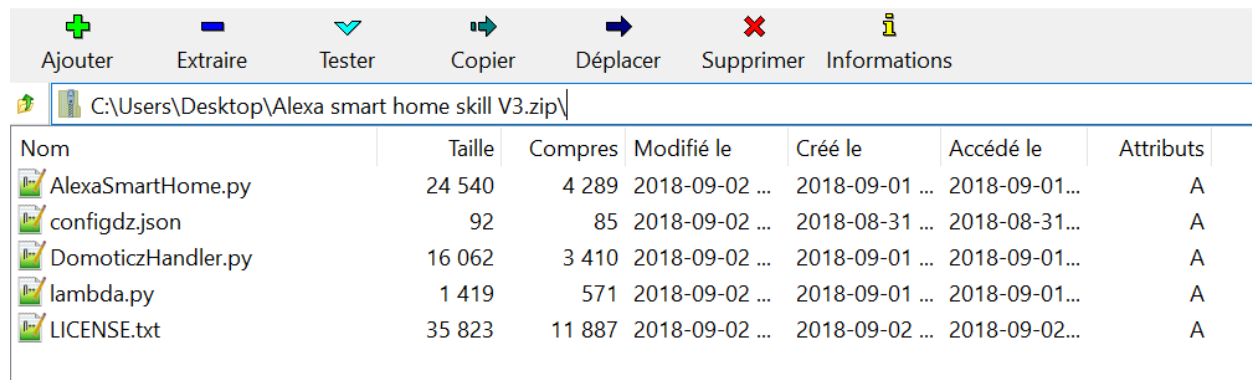 Ajouter Extraire Tester Copier Déplacer Supprimer Informations
C:\Users\Desktop\Alexa smart home skill V3.zip\
Nom Taille Compres Modifié le Créé le Accédé le Attributs
AlexaSmartHome.py 24 540 4 289 2018-09-02 ... 2018-09-01 ... 2018-09-01... A
configdz.json 92 85 2018-09-02 ... 2018-08-31 ... 2018-08-31... A
DomoticzHandler.py 16 062 3 410 2018-09-02 ... 2018-09-01 ... 2018-09-01... A
lambda.py 1 419 571 2018-09-02 ... 2018-09-01 ... 2018-09-01... A
LICENSE.txt 35 823 11 887 2018-09-02 ... 2018-09-02 ... 2018-09-02... A